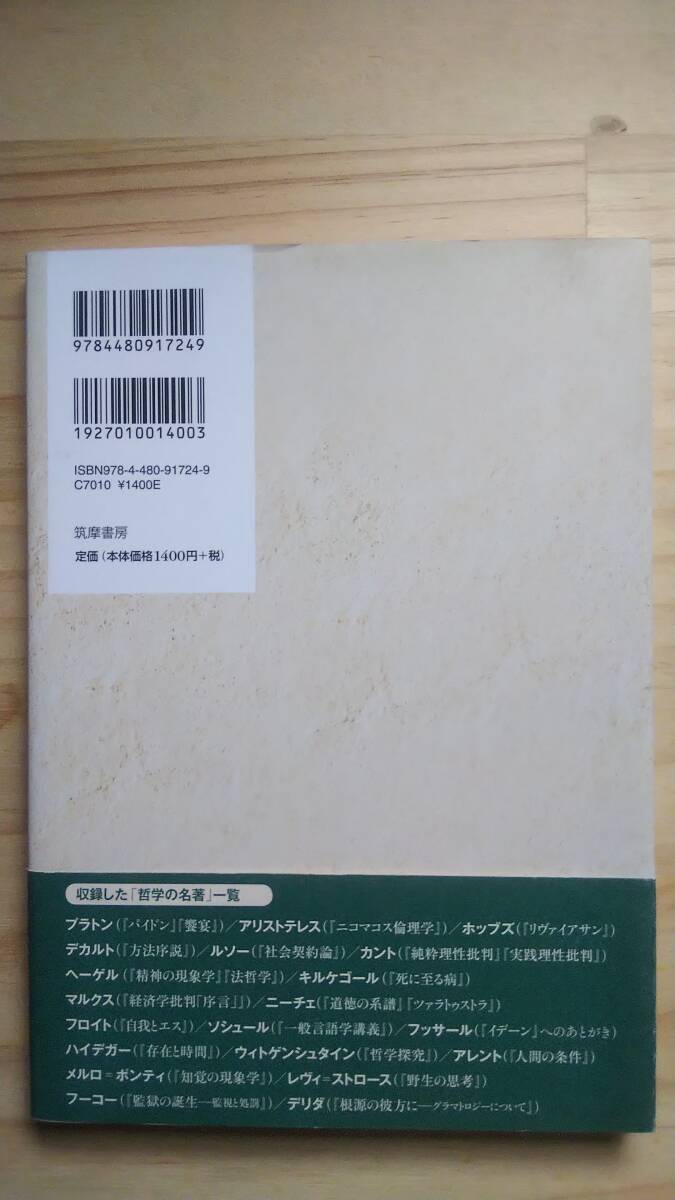 9784480917249
1927010014003
ISBN978-4-480-91724-9
C7010 ¥1400E
筑摩書房
定価(本体価格1400円+税)
収録した「哲学の名著」一覧
プラトン(『パイドン』『饗宴』)/アリストテレス(『ニコマコス倫理学』)/ホッブズ(『リヴァイアサン』)
デカルト(『方法序説』)/ルソー(『社会契約論』)/カント(『純粋理性批判』『実践理性批判』)
ヘーゲル(『精神の現象学』『法哲学』)/キルケゴール(『死に至る病』)
マルクス(『経済学批判「序言」』)/ニーチェ(『道徳の系譜』『ツァラトゥストラ』)
フロイト(『自我とエス』)/ソシュール(『一般言語学講義』)/フッサール(『イデーン』へのあとがき)
ハイデガー(『存在と時間』)/ウィトゲンシュタイン(『哲学探究』)/アレント(『人間の条件』)
メルロ=ポンティ(『知覚の現象学』)/レヴィ=ストロース(『野生の思考』)
フーコー(『監獄の誕生―監視と処罰』)/デリダ(『根源の彼方に―グラマトロジーについて』)